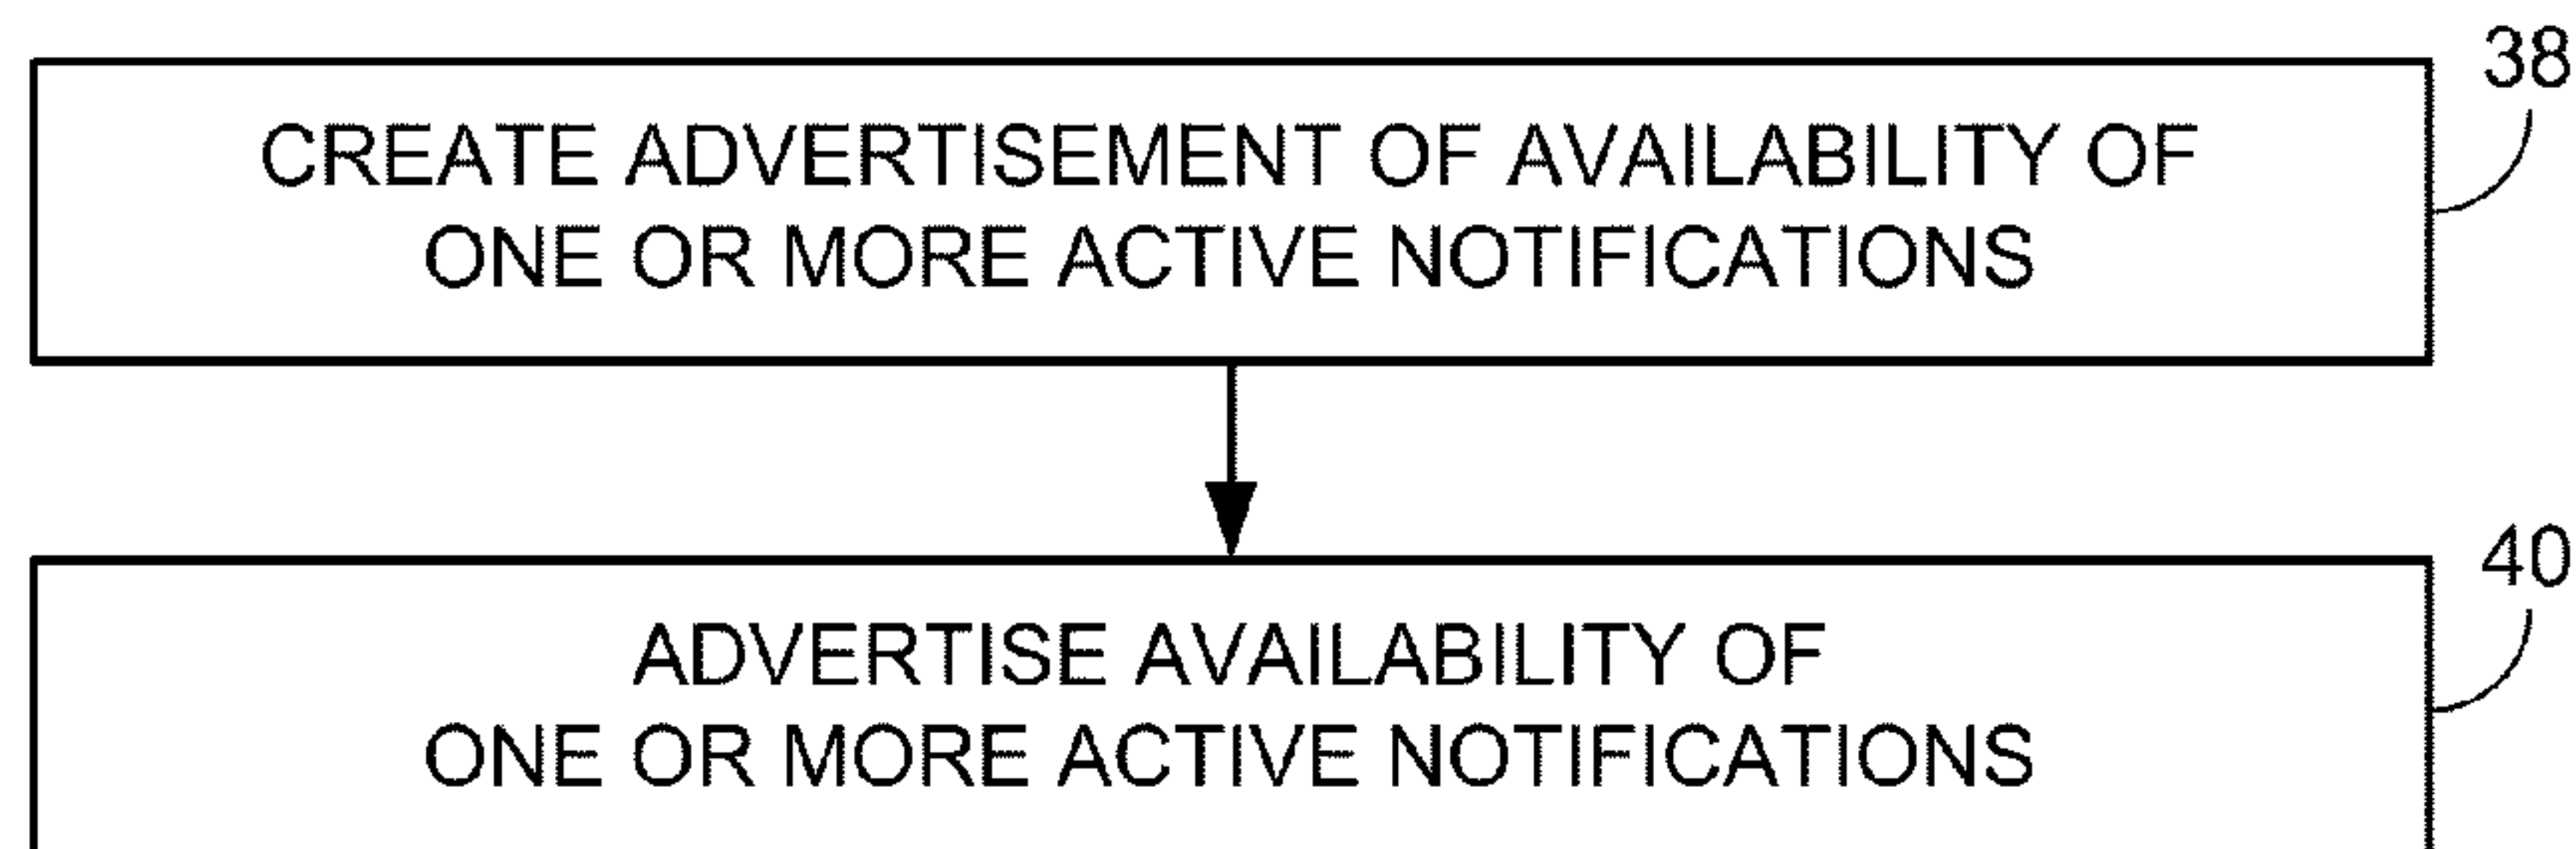 38
CREATE ADVERTISEMENT OF AVAILABILITY OF
ONE OR MORE ACTIVE NOTIFICATIONS
40
ADVERTISE AVAILABILITY OF
ONE OR MORE ACTIVE NOTIFICATIONS